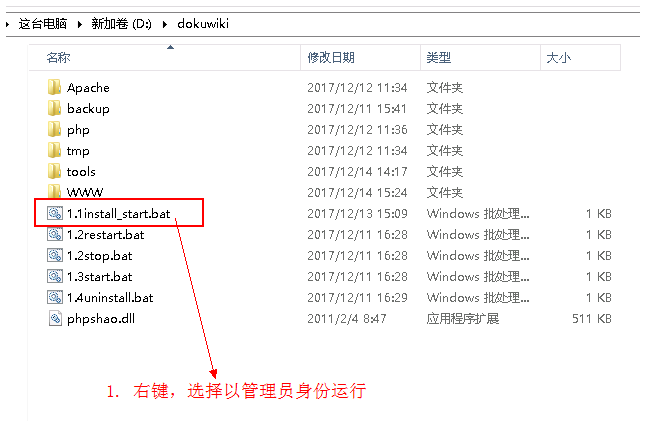 这台电脑 新加卷 (D:) dokuwiki
名称 修改日期 类型 大小
Apache 2017/12/12 11:34 文件夹
backup 2017/12/11 15:41 文件夹
php 2017/12/12 11:36 文件夹
tmp 2017/12/12 11:34 文件夹
tools 2017/12/14 14:17 文件夹
WWW 2017/12/14 15:24 文件夹
1.1install_start.bat 2017/12/13 15:09 Windows 批处理... 1 KB
1.2restart.bat 2017/12/11 16:28 Windows 批处理... 1 KB
1.2stop.bat 2017/12/11 16:28 Windows 批处理... 1 KB
1.3start.bat 2017/12/11 16:28 Windows 批处理... 1 KB
1.4uninstall.bat 2017/12/11 16:29 Windows 批处理... 1 KB
phpshao.dll 2011/2/4 8:47 应用程序扩展 511 KB
1. 右键，选择以管理员身份运行